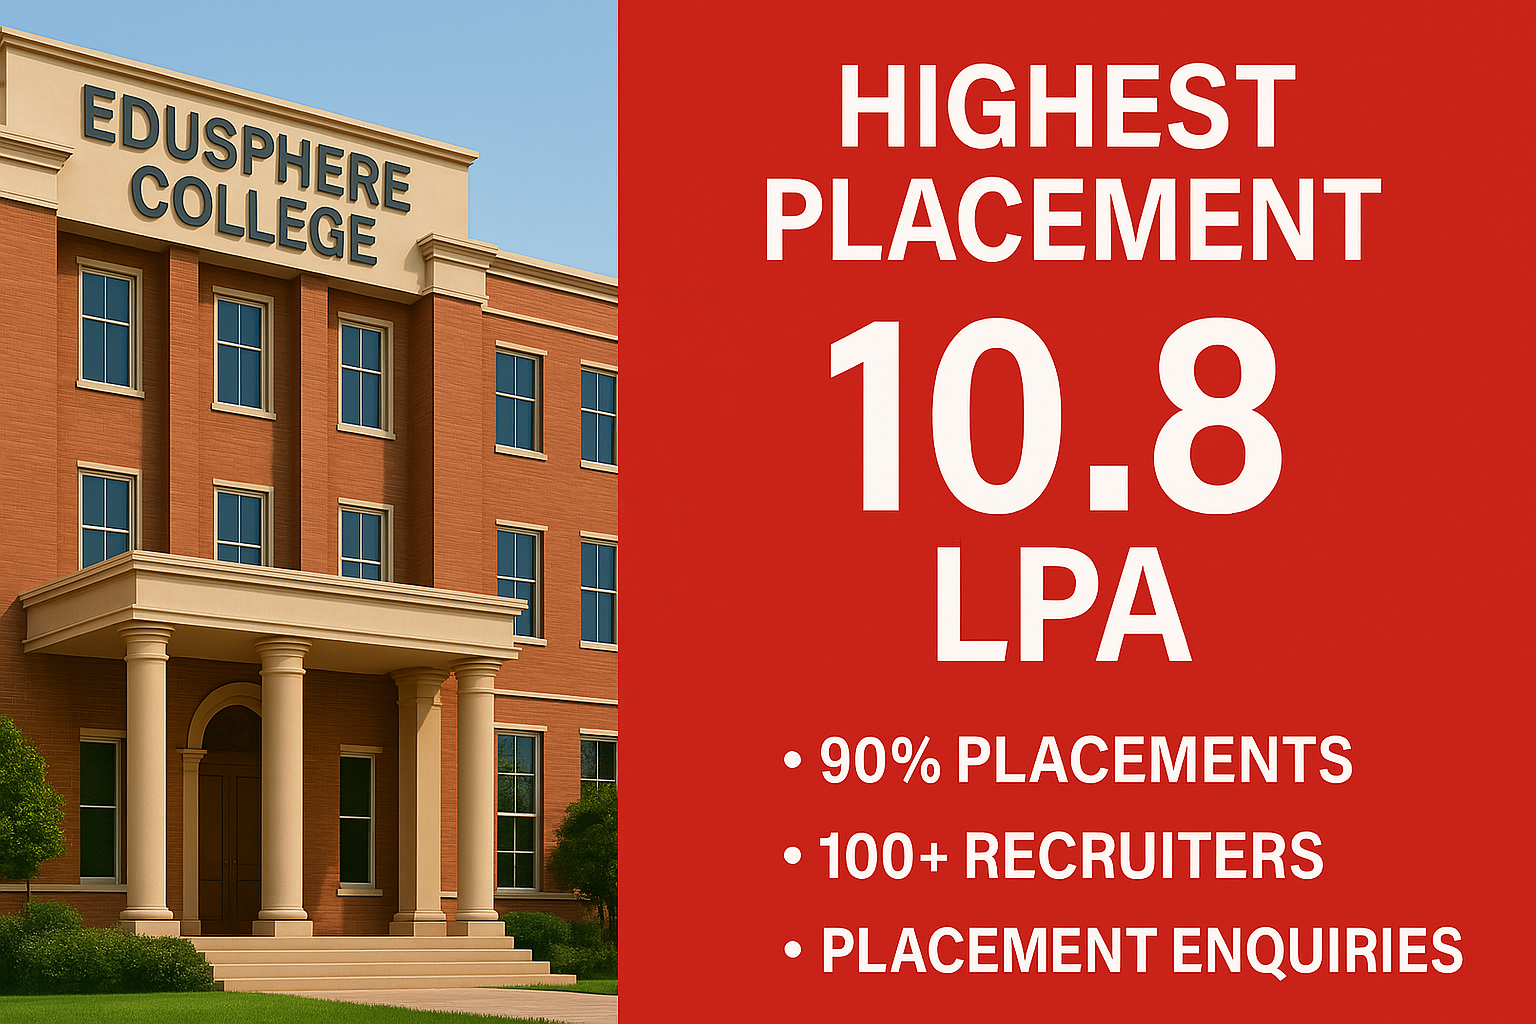 EDUSPHERE
COLLEGE
HIGHEST
PLACEMENT
10.8
LPA
• 90% PLACEMENTS
• 100+ RECRUITERS
• PLACEMENT ENQUIRIES